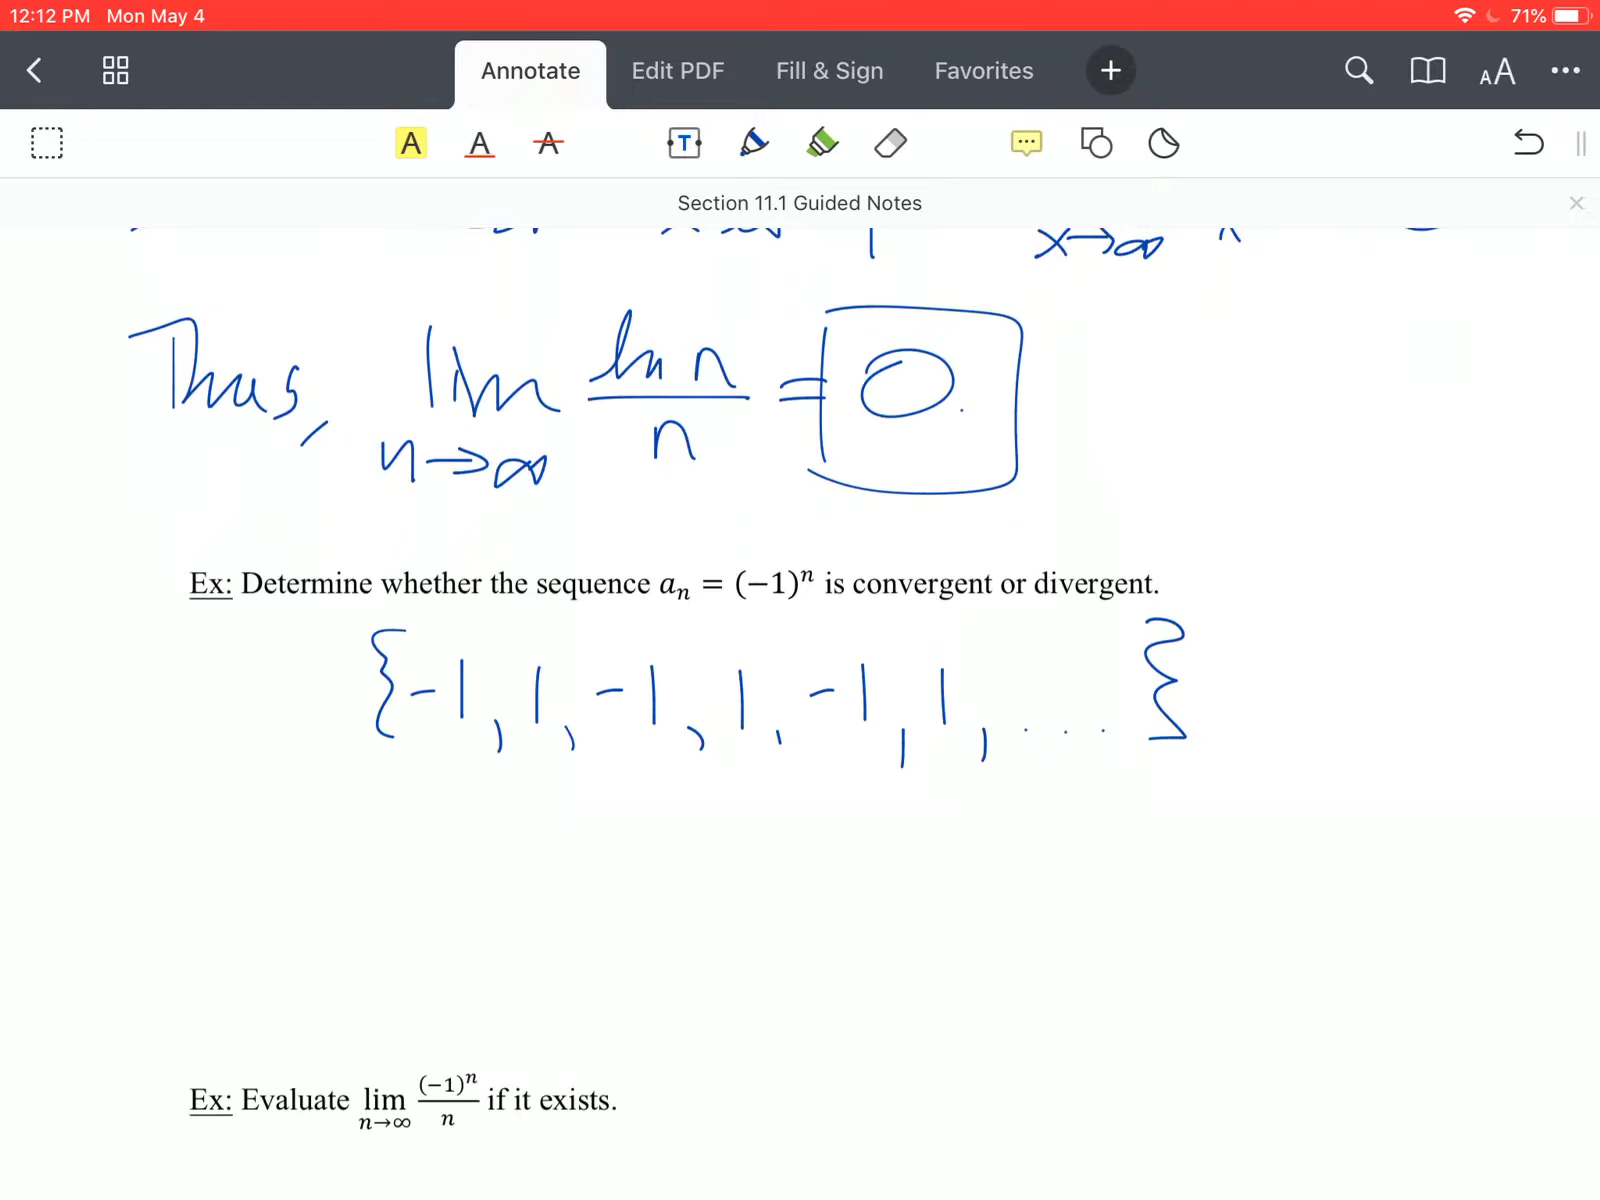 12:12 PM Mon May 4 71%
Annotate Edit PDF Fill & Sign Favorites
Section 11.1 Guided Notes
x→∞
Thus, lim n→∞ ln n / n = 0.
Ex: Determine whether the sequence aₙ = (−1)ⁿ is convergent or divergent.
{-1, 1, -1, 1, -1, 1, ...}
Ex: Evaluate lim n→∞ (−1)ⁿ / n if it exists.